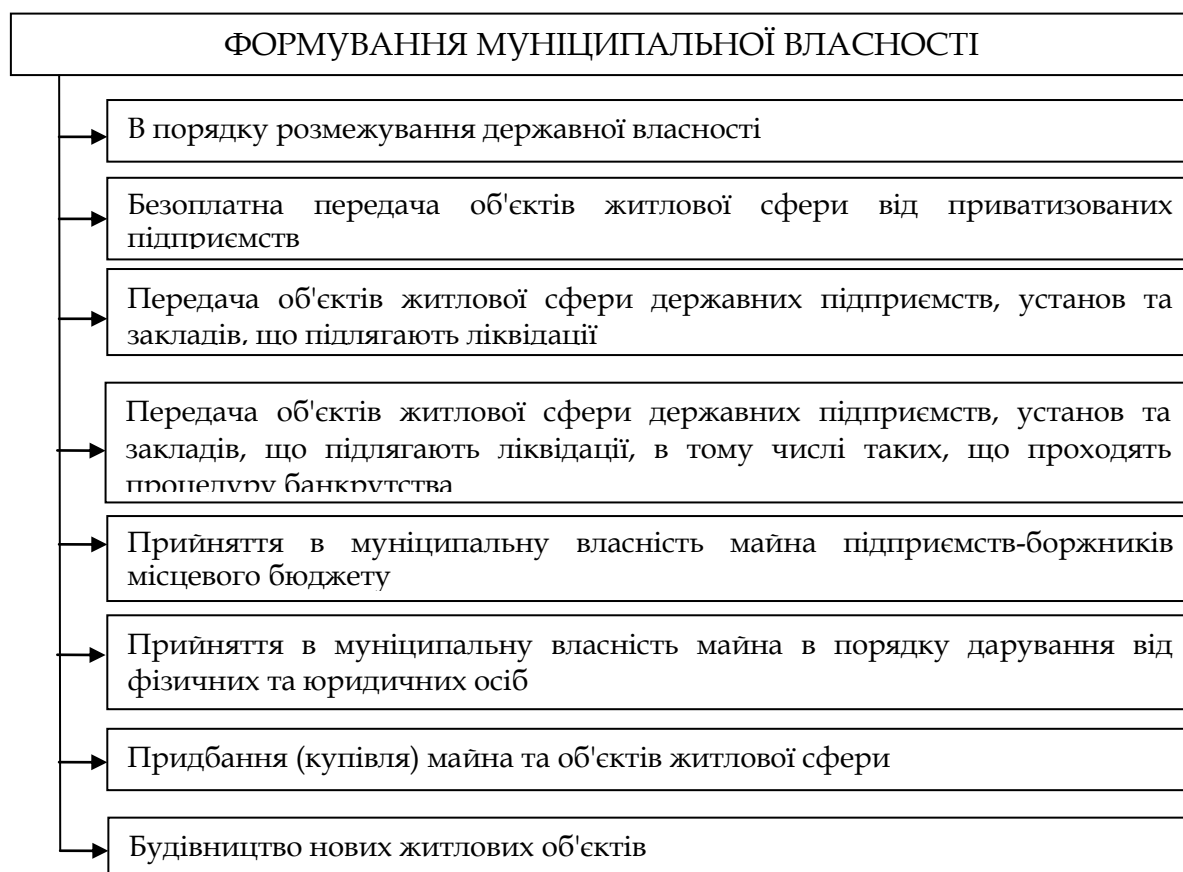 ФОРМУВАННЯ МУНІЦИПАЛЬНОЇ ВЛАСНОСТІ
В порядку розмежування державної власності
Безоплатна передача об'єктів житлової сфери від приватизованих
підприємств
Передача об'єктів житлової сфери державних підприємств, установ та
закладів, що підлягають ліквідації
Передача об'єктів житлової сфери державних підприємств, установ та
закладів, що підлягають ліквідації, в тому числі таких, що проходять
процедуру банкрутства
Прийняття в муніципальну власність майна підприємств-боржників
місцевого бюджету
Прийняття в муніципальну власність майна в порядку дарування від
фізичних та юридичних осіб
Придбання (купівля) майна та об'єктів житлової сфери
Будівництво нових житлових об'єктів